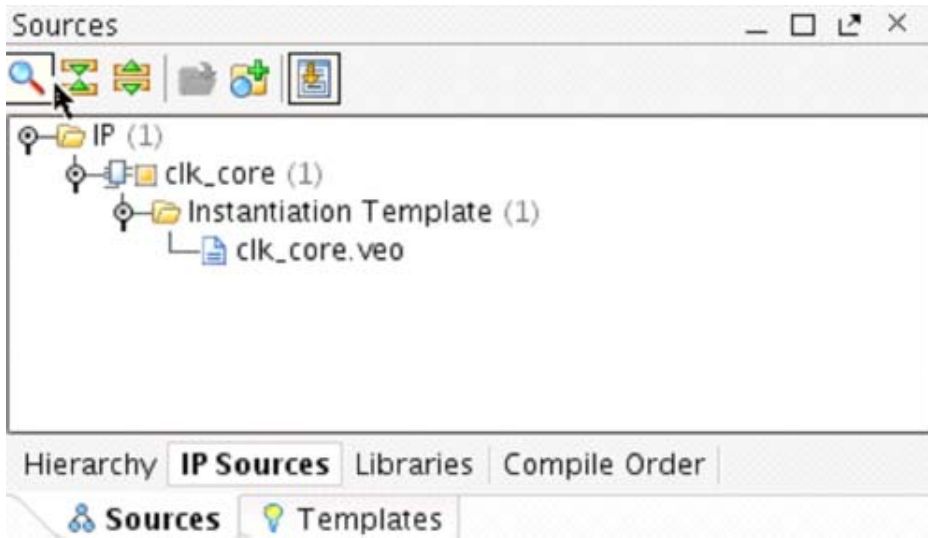 Sources
IP (1)
clk_core (1)
Instantiation Template (1)
clk_core.veo
Hierarchy IP Sources Libraries Compile Order
Sources Templates